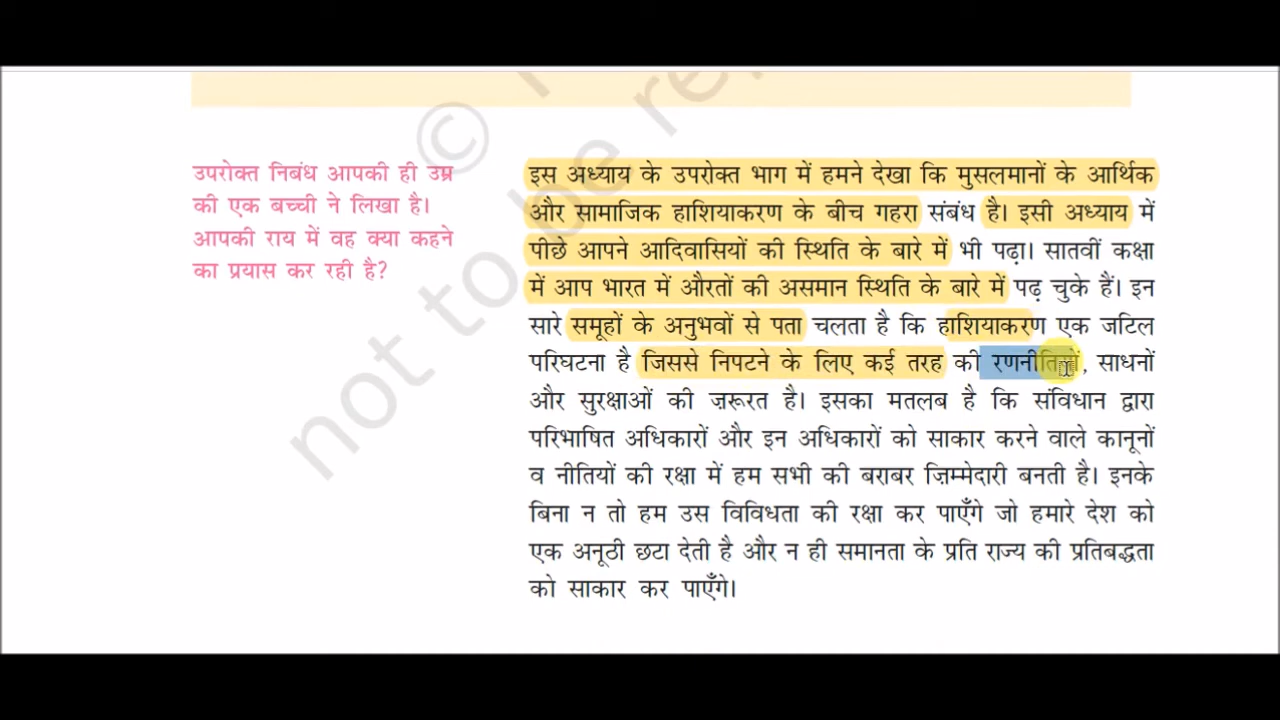 उपरोक्त निबंध आपकी ही उम्र
की एक बच्ची ने लिखा है।
आपकी राय में वह क्या कहने
का प्रयास कर रही है?
इस अध्याय के उपरोक्त भाग में हमने देखा कि मुसलमानों के आर्थिक
और सामाजिक हाशियाकरण के बीच गहरा संबंध है। इसी अध्याय में
पीछे आपने आदिवासियों की स्थिति के बारे में भी पढ़ा। सातवीं कक्षा
में आप भारत में औरतों की असमान स्थिति के बारे में पढ़ चुके हैं। इन
सारे समूहों के अनुभवों से पता चलता है कि हाशियाकरण एक जटिल
परिघटना है जिससे निपटने के लिए कई तरह की रणनीतियों, साधनों
और सुरक्षाओं की ज़रूरत है। इसका मतलब है कि संविधान द्वारा
परिभाषित अधिकारों और इन अधिकारों को साकार करने वाले कानूनों
व नीतियों की रक्षा में हम सभी की बराबर ज़िम्मेदारी बनती है। इनके
बिना न तो हम उस विविधता की रक्षा कर पाएँगे जो हमारे देश को
एक अनूठी छटा देती है और न ही समानता के प्रति राज्य की प्रतिबद्धता
को साकार कर पाएँगे।
©
not to be